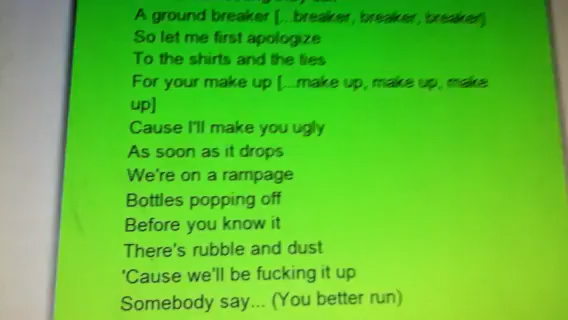 A ground breaker [...breaker, breaker, breaker]
So let me first apologize
To the shirts and the ties
For your make up [...make up, make up, make
up]
Cause I'll make you ugly
As soon as it drops
We're on a rampage
Bottles popping off
Before you know it
There's rubble and dust
'Cause we'll be fucking it up
Somebody say... (You better run)